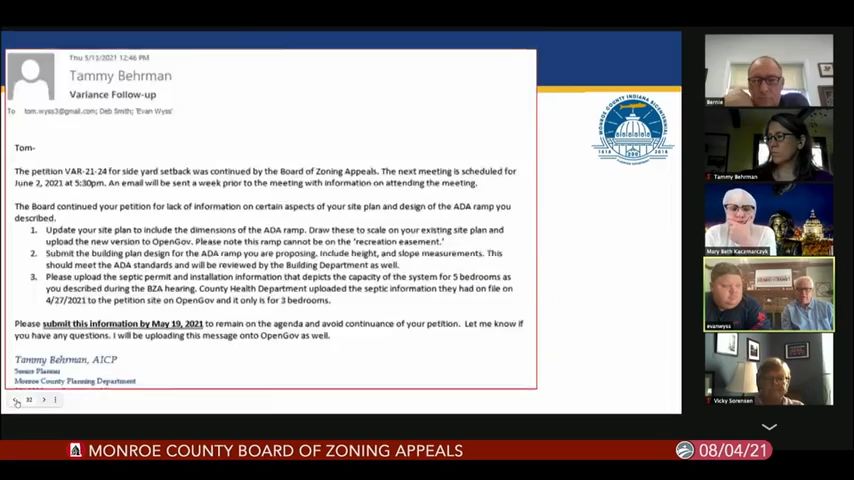 Thu 5/13/2021 12:46 PM
Tammy Behrman
Variance Follow-up
To tom.wyss3@gmail.com; Deb Smith; 'Evan Wyss'
Tom-
The petition VAR-21-24 for side yard setback was continued by the Board of Zoning Appeals. The next meeting is scheduled for
June 2, 2021 at 5:30pm. An email will be sent a week prior to the meeting with information on attending the meeting.
The Board continued your petition for lack of information on certain aspects of your site plan and design of the ADA ramp you
described.
1. Update your site plan to include the dimensions of the ADA ramp. Draw these to scale on your existing site plan and
upload the new version to OpenGov. Please note this ramp cannot be on the 'recreation easement.'
2. Submit the building plan design for the ADA ramp you are proposing. Include height, and slope measurements. This
should meet the ADA standards and will be reviewed by the Building Department as well.
3. Please upload the septic permit and installation information that depicts the capacity of the system for 5 bedrooms as
you described during the BZA hearing. County Health Department uploaded the septic information they had on file on
4/27/2021 to the petition site on OpenGov and it only is for 3 bedrooms.
Please submit this information by May 19, 2021 to remain on the agenda and avoid continuance of your petition. Let me know if
you have any questions. I will be uploading this message onto OpenGov as well.
Tammy Behrman, AICP
Senior Planner
Monroe County Planning Department
32
MONROE COUNTY INDIANA BICENTENNIAL
1818 200 2018
Bernie
Tammy Behrman
Mary Beth Kaczmarczyk
evanwyss
Vicky Sorensen
MONROE COUNTY BOARD OF ZONING APPEALS
08/04/21